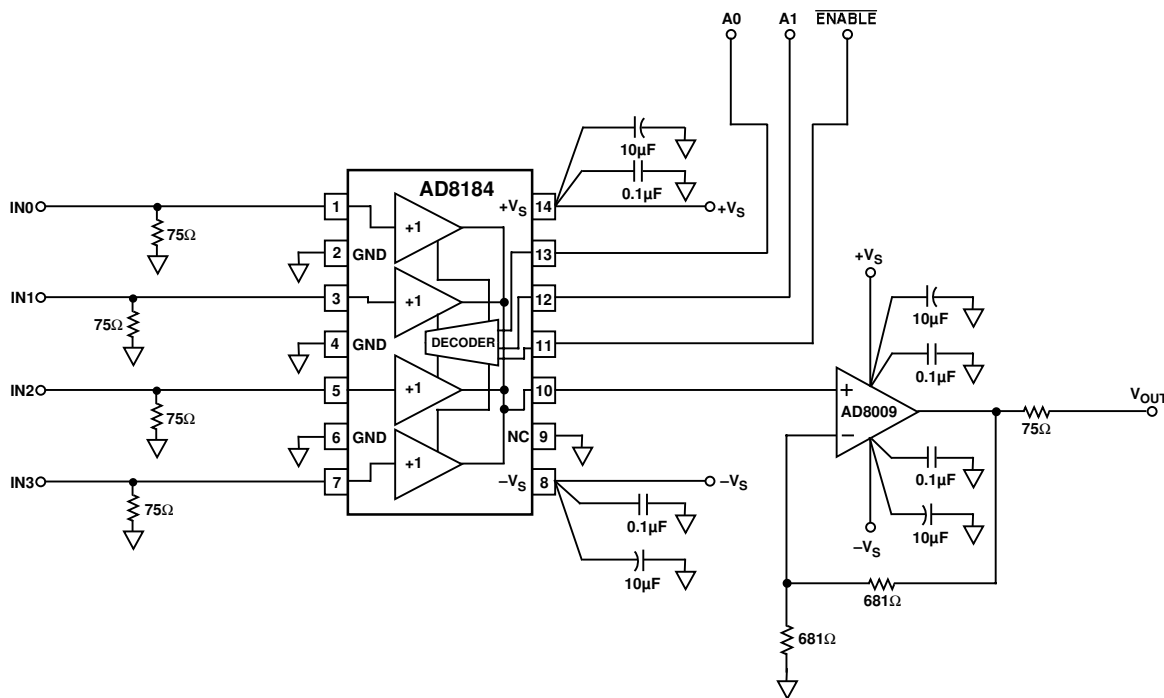 A0 A1 ENABLE
10µF
0.1µF
+VS
AD8184
IN0
75Ω
1
+1
+VS
14
2
GND
13
IN1
75Ω
3
+1
12
4
GND
DECODER
11
IN2
75Ω
5
+1
10
6
GND
NC
9
IN3
75Ω
7
+1
–VS
8
–VS
0.1µF
10µF
+VS
10µF
0.1µF
+
AD8009
–
75Ω
VOUT
0.1µF
10µF
–VS
681Ω
681Ω